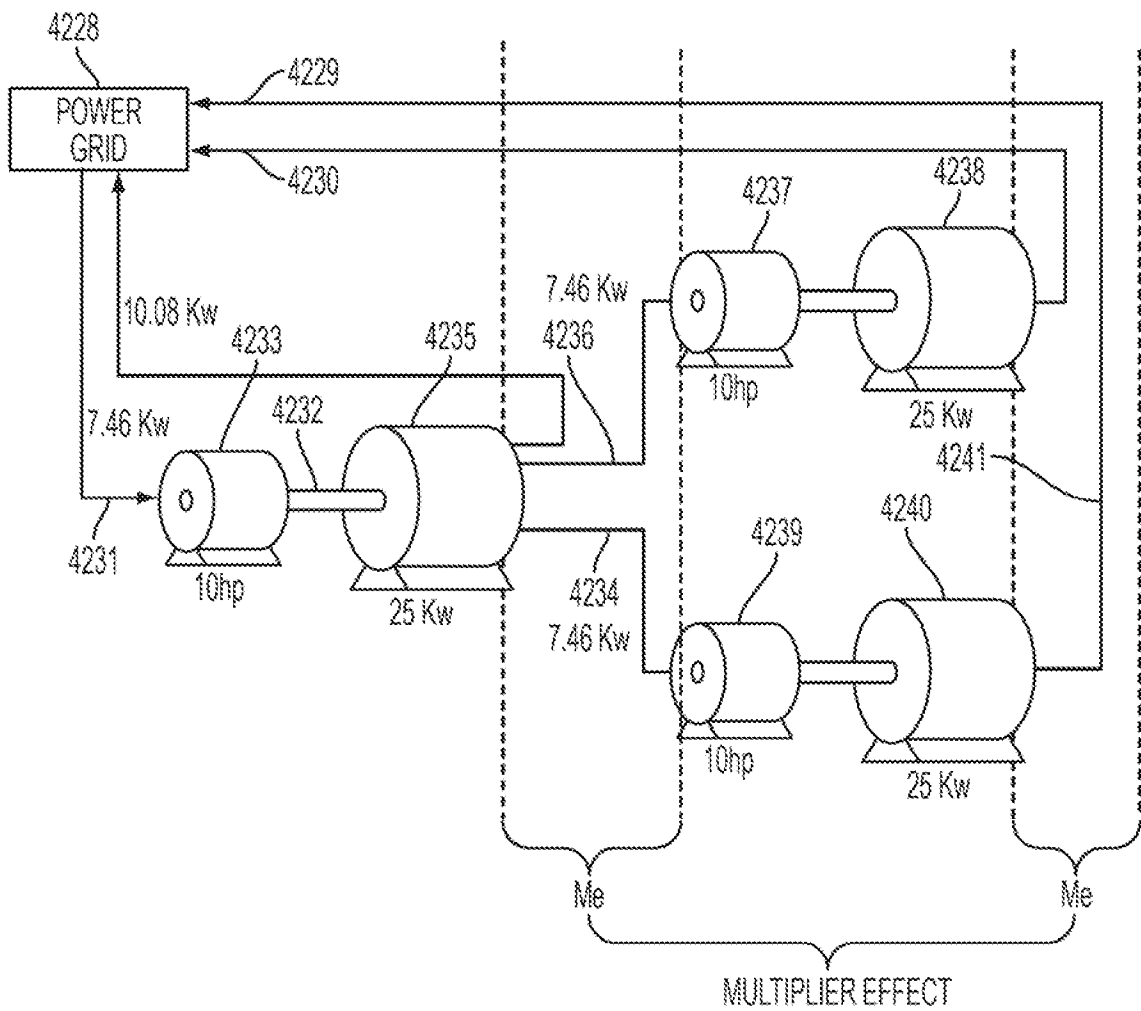 4228
POWER
GRID
4229
4230
4237
4238
10.08 Kw
7.46 Kw
4236
4233
4235
4232
10hp
25 Kw
7.46 Kw
4241
4231
4239
4240
10hp
25 Kw
4234
7.46 Kw
10hp
25 Kw
Me
Me
MULTIPLIER EFFECT